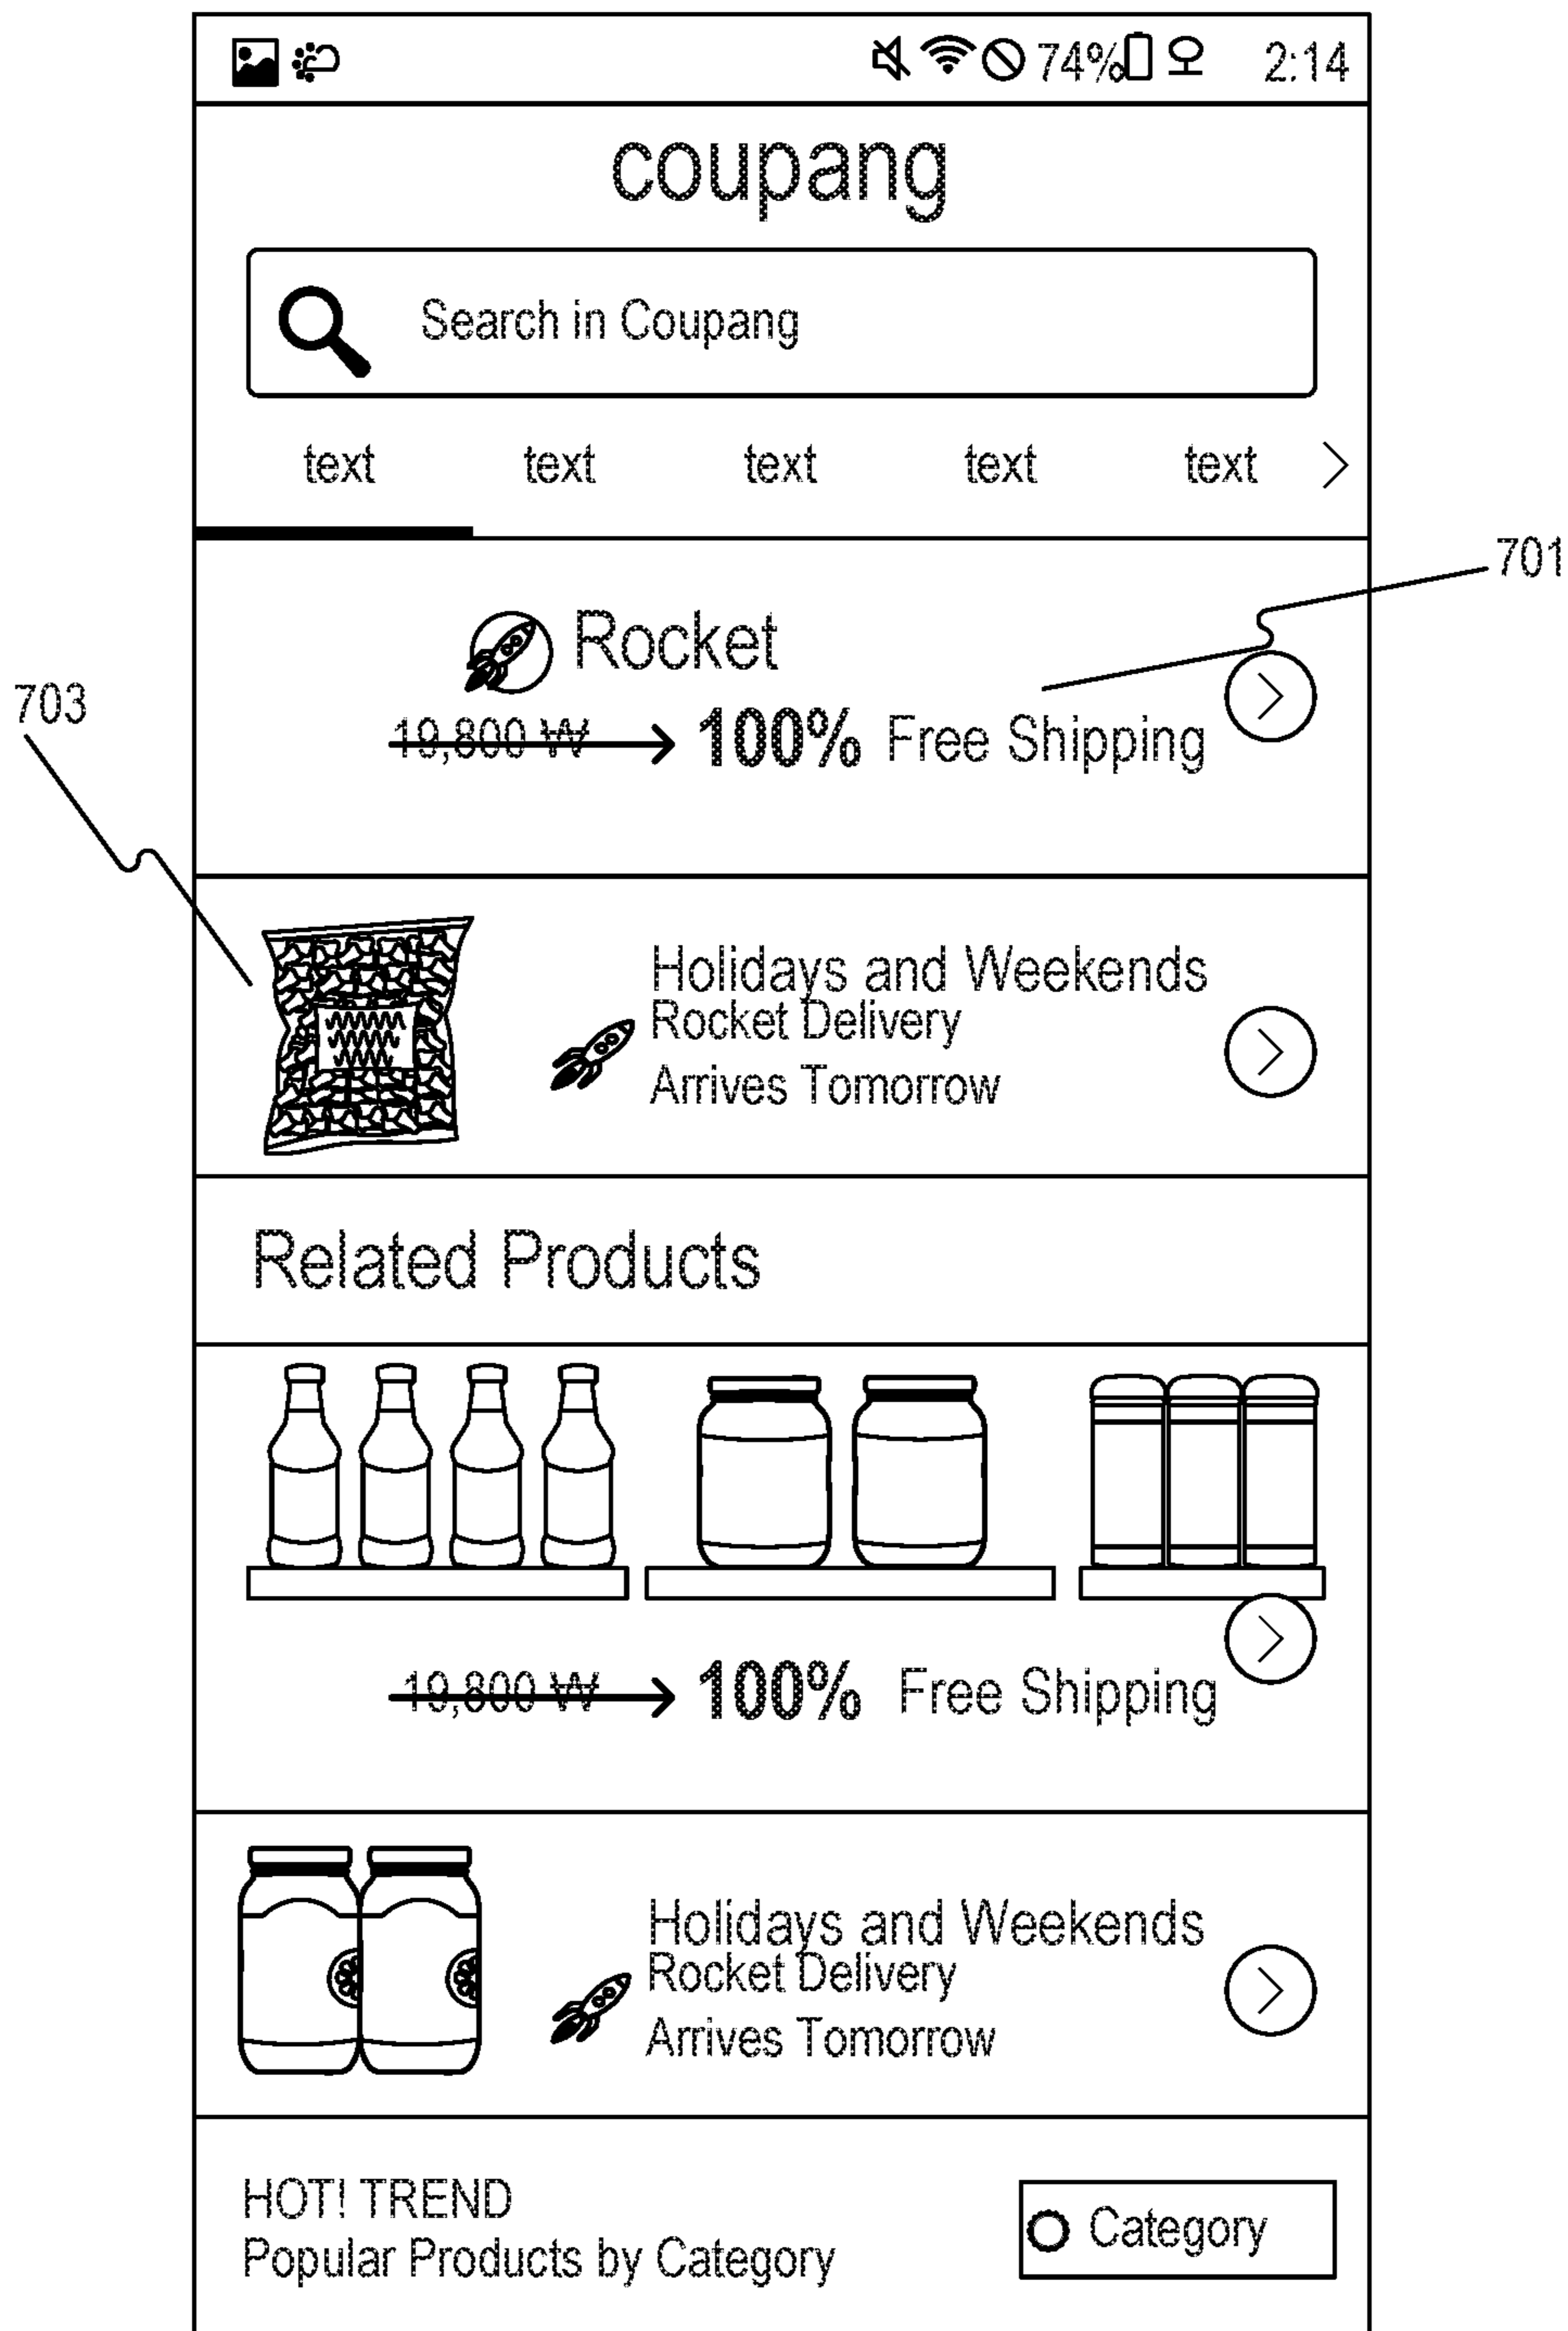 74% 2:14
coupang
Search in Coupang
text text text text text >
701
Rocket
703
19,800 ₩ → 100% Free Shipping
Holidays and Weekends
Rocket Delivery
Arrives Tomorrow
Related Products
19,800 ₩ → 100% Free Shipping
Holidays and Weekends
Rocket Delivery
Arrives Tomorrow
HOT! TREND
Popular Products by Category
Category